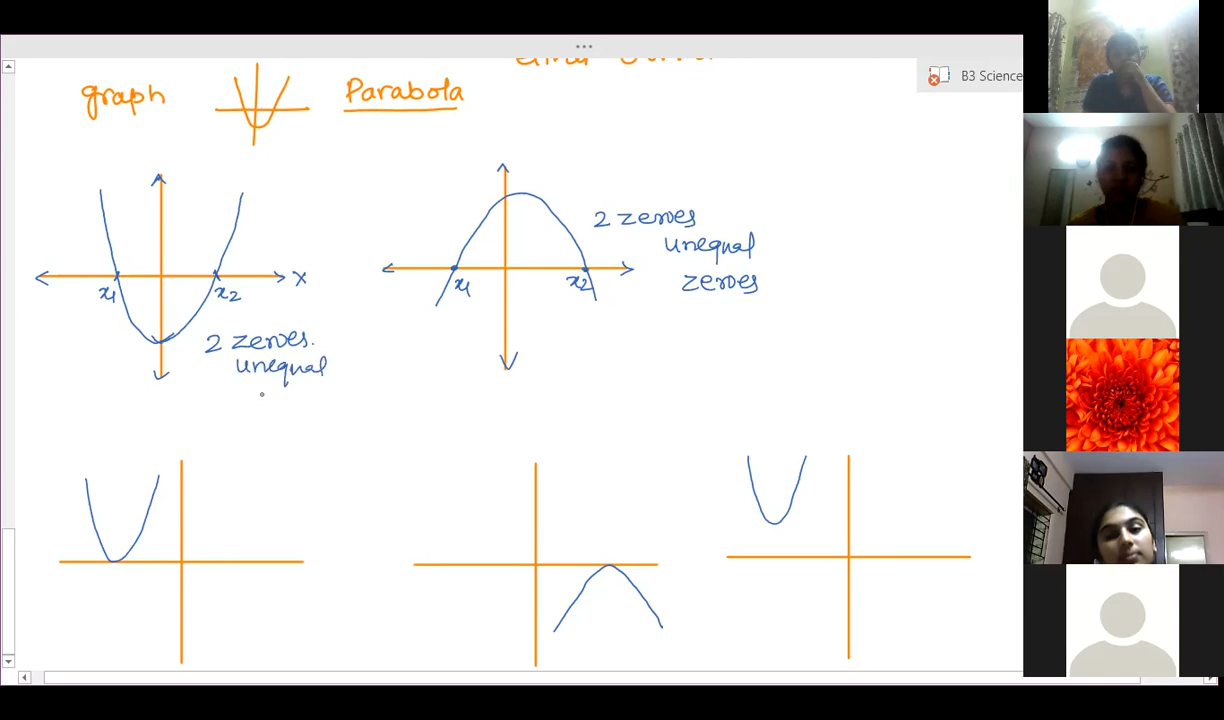 B3 Science
graph Parabola
2 zeroes
unequal
zeroes
X
x1 x2
x1 x2
2 zeroes.
unequal